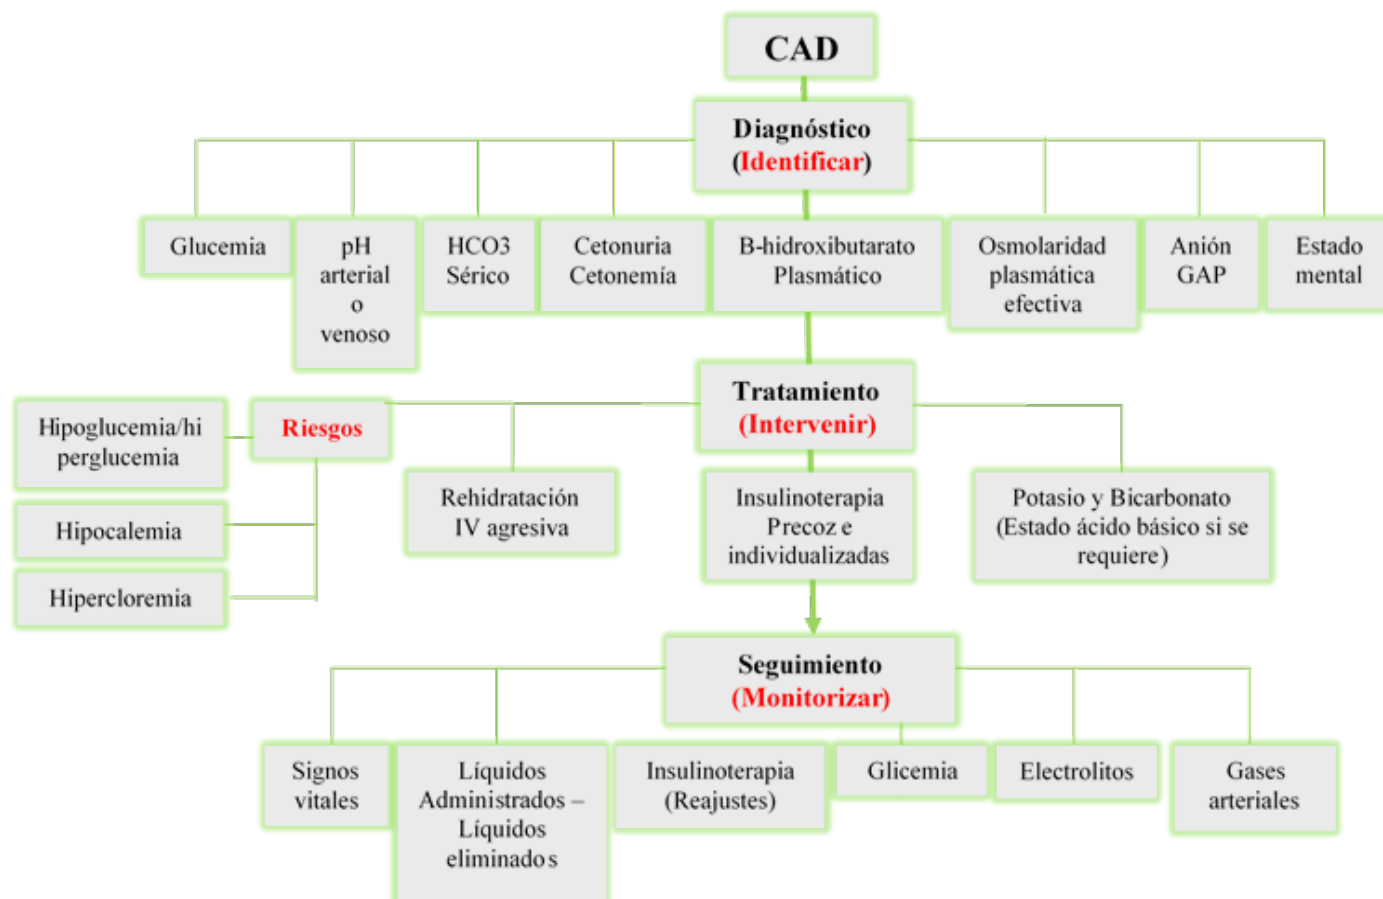 CAD
Diagnóstico
(Identificar)
Glucemia
pH
arterial
o
venoso
HCO3
Sérico
Cetonuria
Cetonemía
B-hidroxibutarato
Plasmático
Osmolaridad
plasmática
efectiva
Anión
GAP
Estado
mental
Tratamiento
(Intervenir)
Riesgos
Hipoglucemia/hi
perglucemia
Hipocalemia
Hipercloremia
Rehidratación
IV agresiva
Insulinoterapia
Precoz e
individualizadas
Potasio y Bicarbonato
(Estado ácido básico si se
requiere)
Seguimiento
(Monitorizar)
Signos
vitales
Líquidos
Administrados –
Líquidos
eliminados
Insulinoterapia
(Reajustes)
Glicemia
Electrolitos
Gases
arteriales